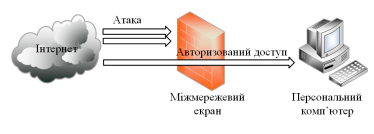 Атака
Інтернет
Авторизований доступ
Міжмережевий
екран
Персональний
комп`ютер